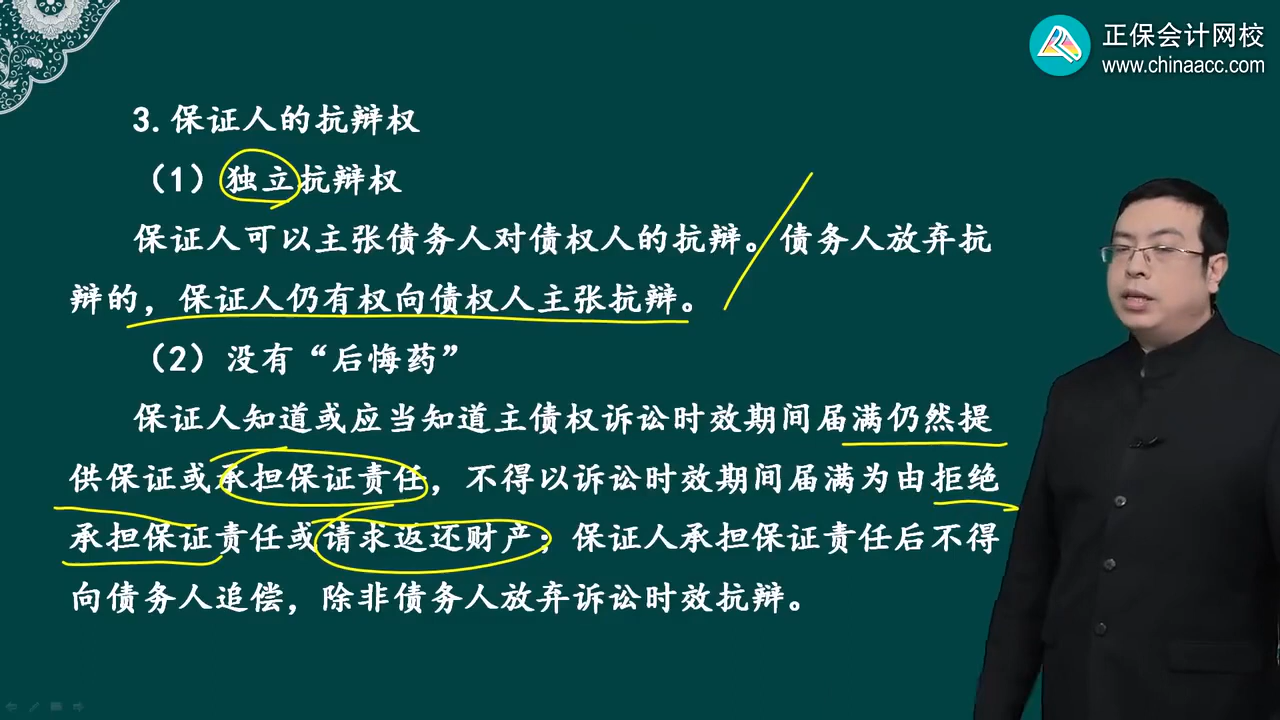 正保会计网校
www.chinaacc.com
3.保证人的抗辩权
（1）独立抗辩权
保证人可以主张债务人对债权人的抗辩。债务人放弃抗
辩的，保证人仍有权向债权人主张抗辩。
（2）没有“后悔药”
保证人知道或应当知道主债权诉讼时效期间届满仍然提
供保证或承担保证责任，不得以诉讼时效期间届满为由拒绝
承担保证责任或请求返还财产；保证人承担保证责任后不得
向债务人追偿，除非债务人放弃诉讼时效抗辩。